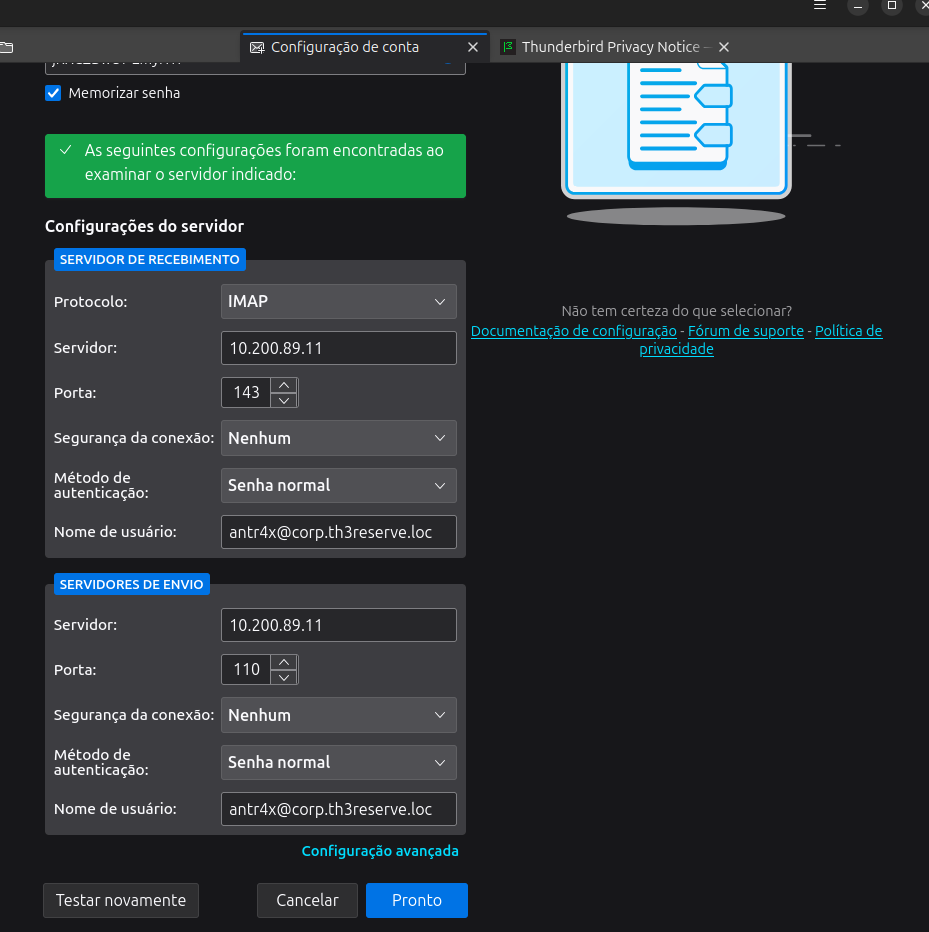 Configuração de conta
Thunderbird Privacy Notice –
Memorizar senha
As seguintes configurações foram encontradas ao
examinar o servidor indicado:
Configurações do servidor
SERVIDOR DE RECEBIMENTO
Protocolo: IMAP
Servidor: 10.200.89.11
Porta: 143
Segurança da conexão: Nenhum
Método de
autenticação: Senha normal
Nome de usuário: antr4x@corp.th3reserve.loc
SERVIDORES DE ENVIO
Servidor: 10.200.89.11
Porta: 110
Segurança da conexão: Nenhum
Método de
autenticação: Senha normal
Nome de usuário: antr4x@corp.th3reserve.loc
Configuração avançada
Testar novamente
Cancelar
Pronto
Não tem certeza do que selecionar?
Documentação de configuração - Fórum de suporte - Política de
privacidade